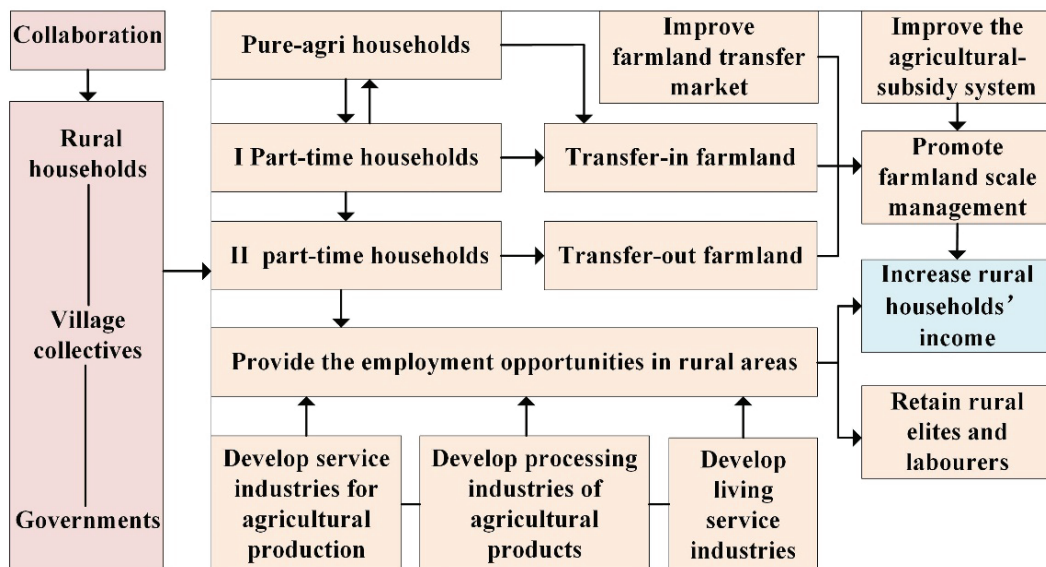 Collaboration
Rural
households
Village
collectives
Governments
Pure-agri households
I Part-time households
II part-time households
Improve
farmland transfer
market
Transfer-in farmland
Transfer-out farmland
Improve the
agricultural-
subsidy system
Promote
farmland scale
management
Increase rural
households’
income
Provide the employment opportunities in rural areas
Retain rural
elites and
labourers
Develop service
industries for
agricultural
production
Develop processing
industries of
agricultural
products
Develop
living
service
industries